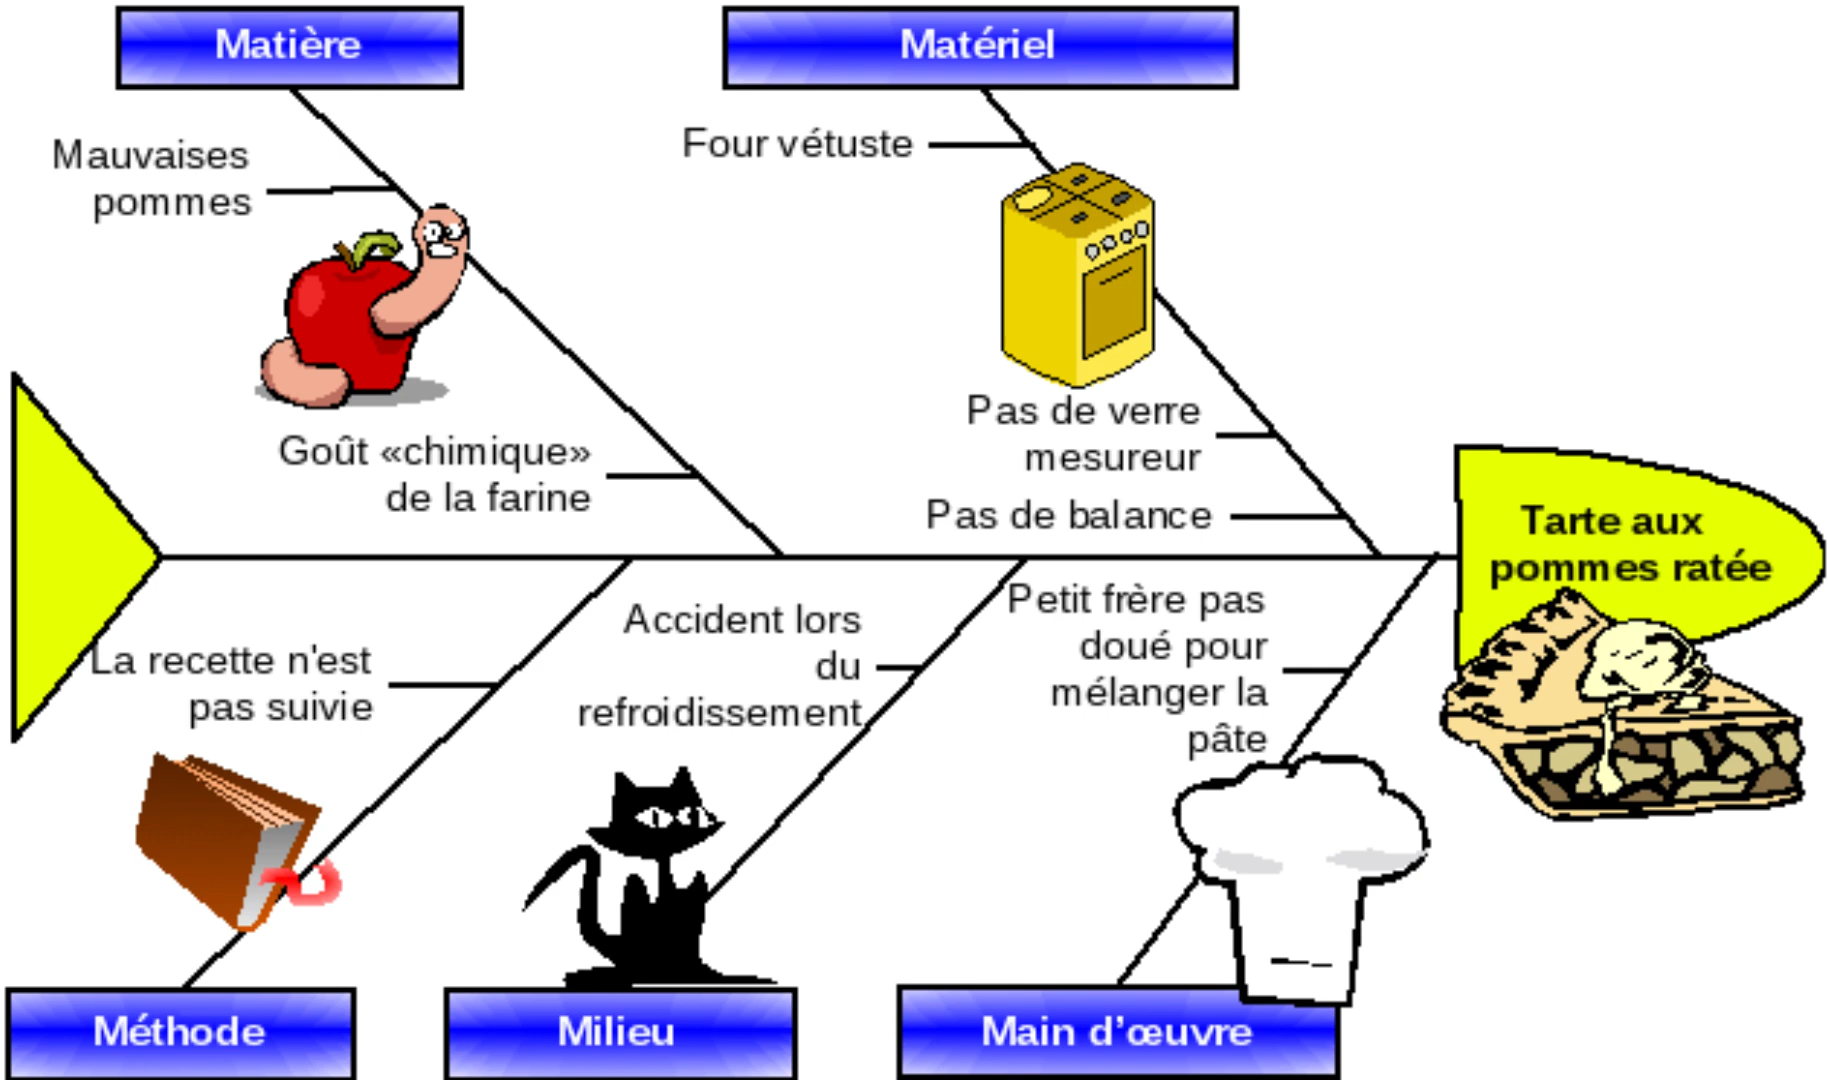 Matière
Matériel
Mauvaises
pommes
Four vétuste
Goût «chimique»
de la farine
Pas de verre
mesureur
Pas de balance
Tarte aux
pommes ratée
La recette n'est
pas suivie
Accident lors
du
refroidissement
Petit frère pas
doué pour
mélanger la
pâte
Méthode
Milieu
Main d’œuvre